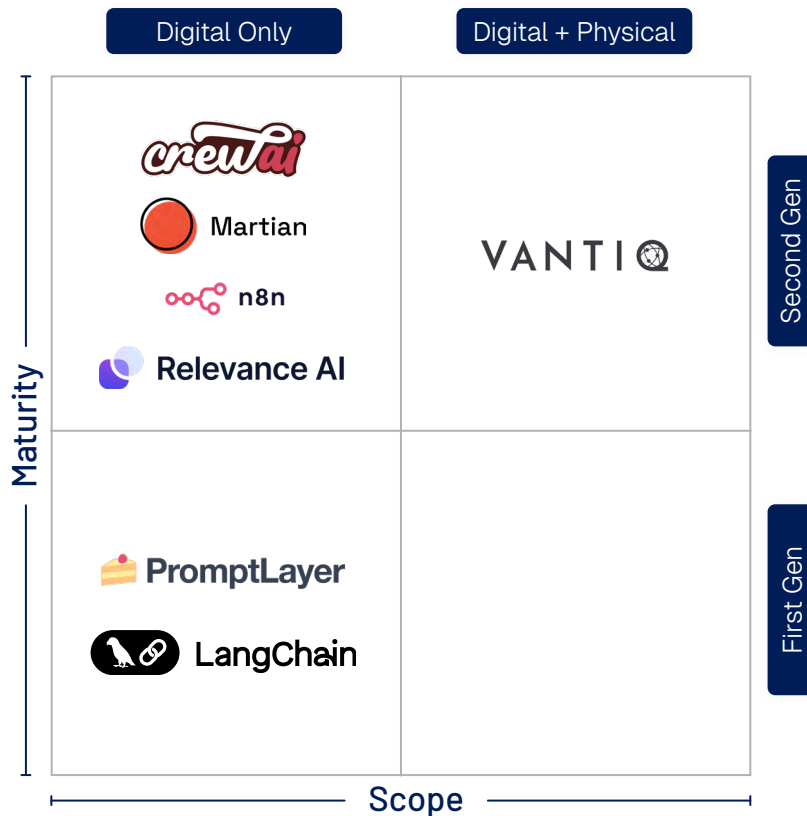 Digital Only
Digital + Physical
crewai
Martian
n8n
Relevance AI
VANTIQ
Second Gen
Maturity
PromptLayer
LangChain
First Gen
Scope